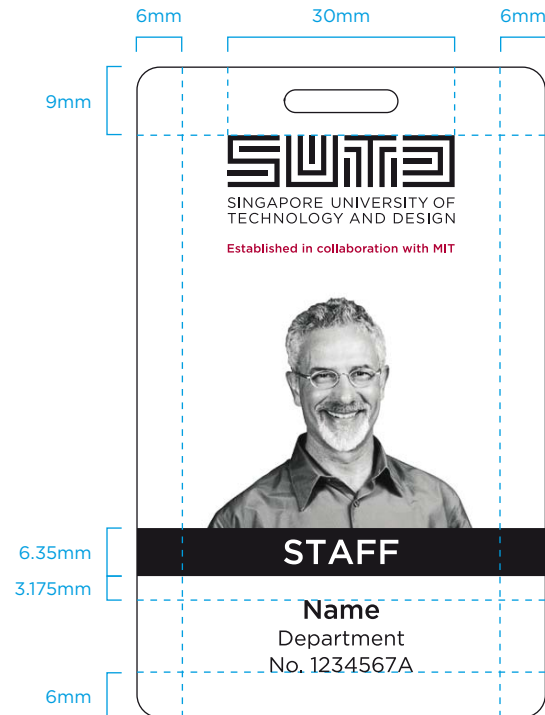 6mm 30mm 6mm
9mm
SUTD
SINGAPORE UNIVERSITY OF
TECHNOLOGY AND DESIGN
Established in collaboration with MIT
6.35mm
STAFF
3.175mm
Name
Department
No. 1234567A
6mm